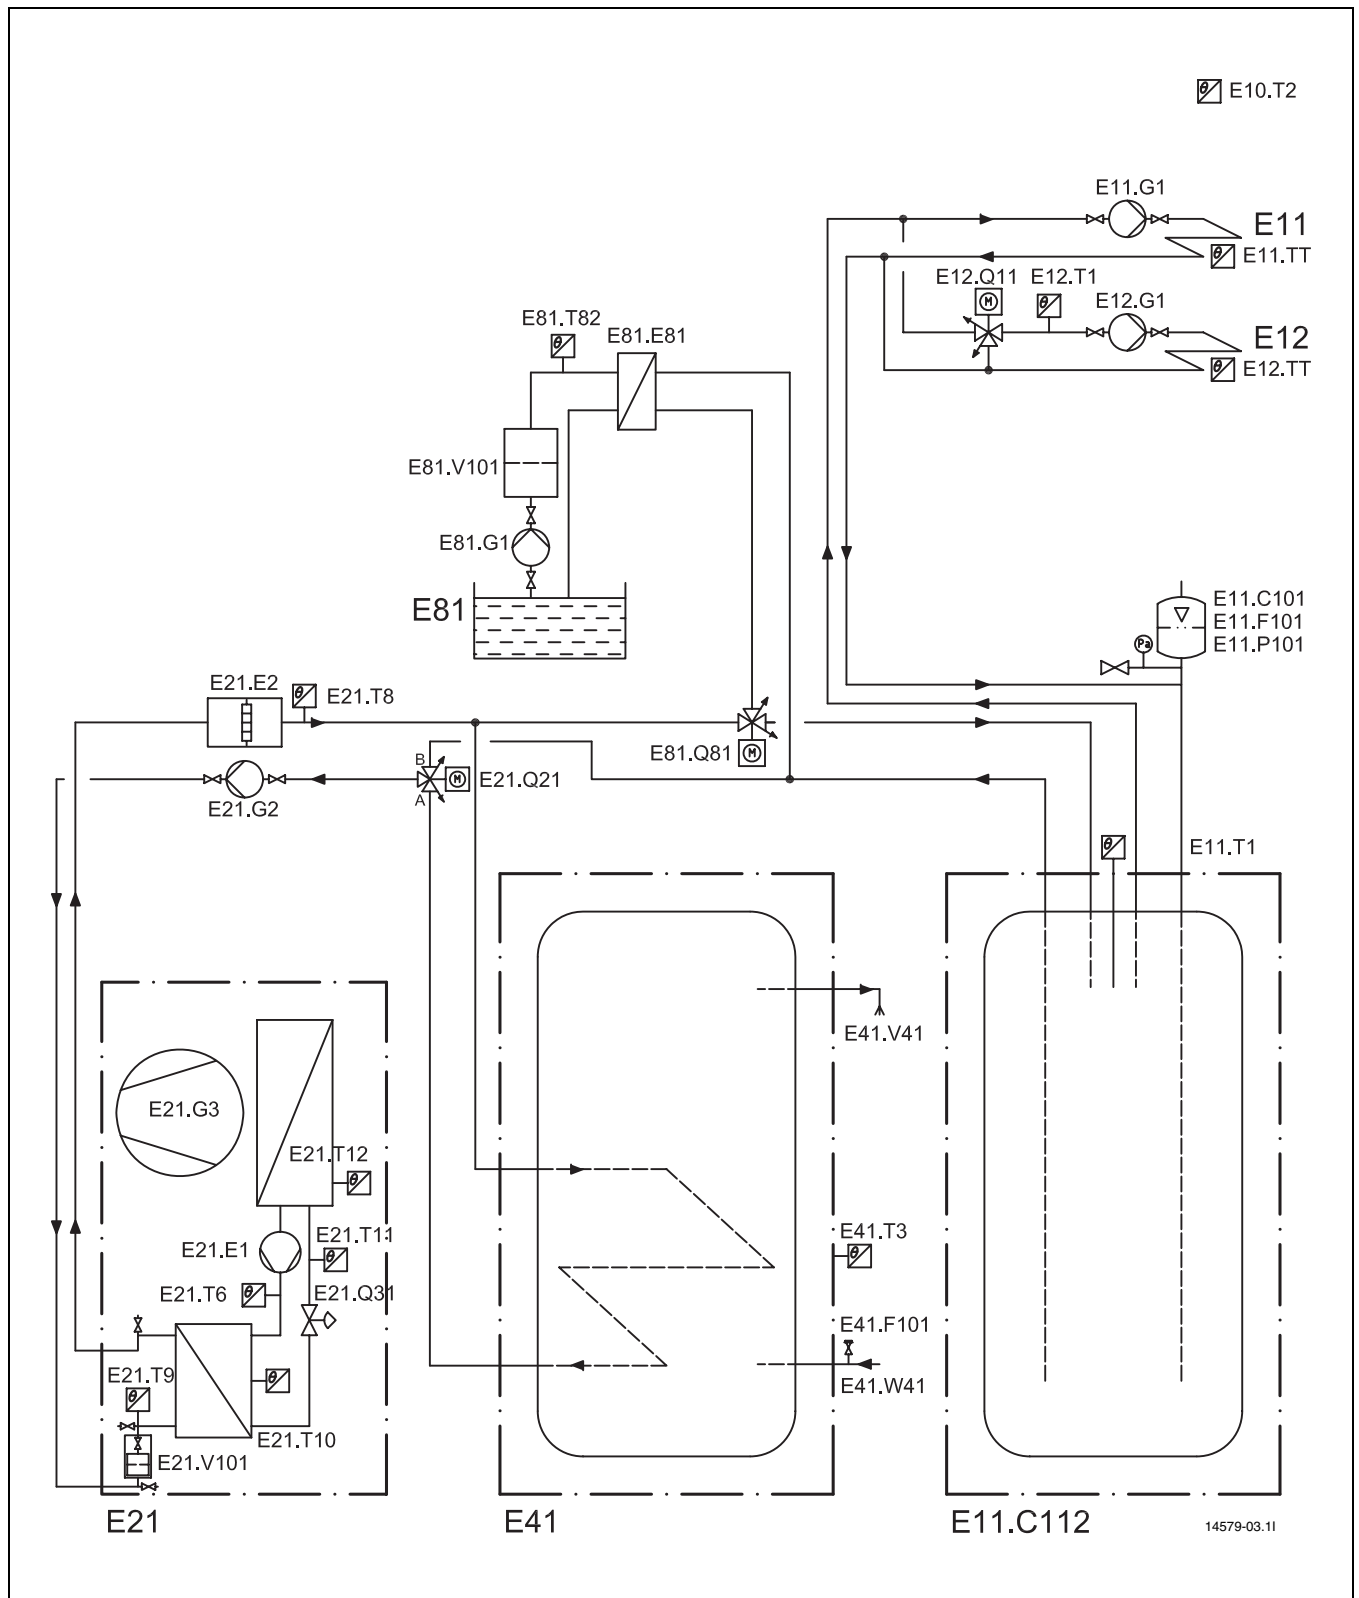 θ E10.T2
E11.G1
E11
θ E11.TT
E12.Q11
E12.T1
E12.G1
M
θ
E12
θ E12.TT
E81.T82
θ
E81.E81
E81.V101
E81.G1
E81
E11.C101
E11.F101
E11.P101
Pa
E21.E2
θ E21.T8
E81.Q81
M
B
M E21.Q21
A
E21.G2
θ
E11.T1
E41.V41
E21.G3
E21.T12
θ
E21.E1
E21.T11
θ
E21.T6
θ
E21.Q31
E41.T3
θ
E41.F101
E41.W41
E21.T9
θ
θ
E21.T10
E21.V101
E21
E41
E11.C112
14579-03.1I